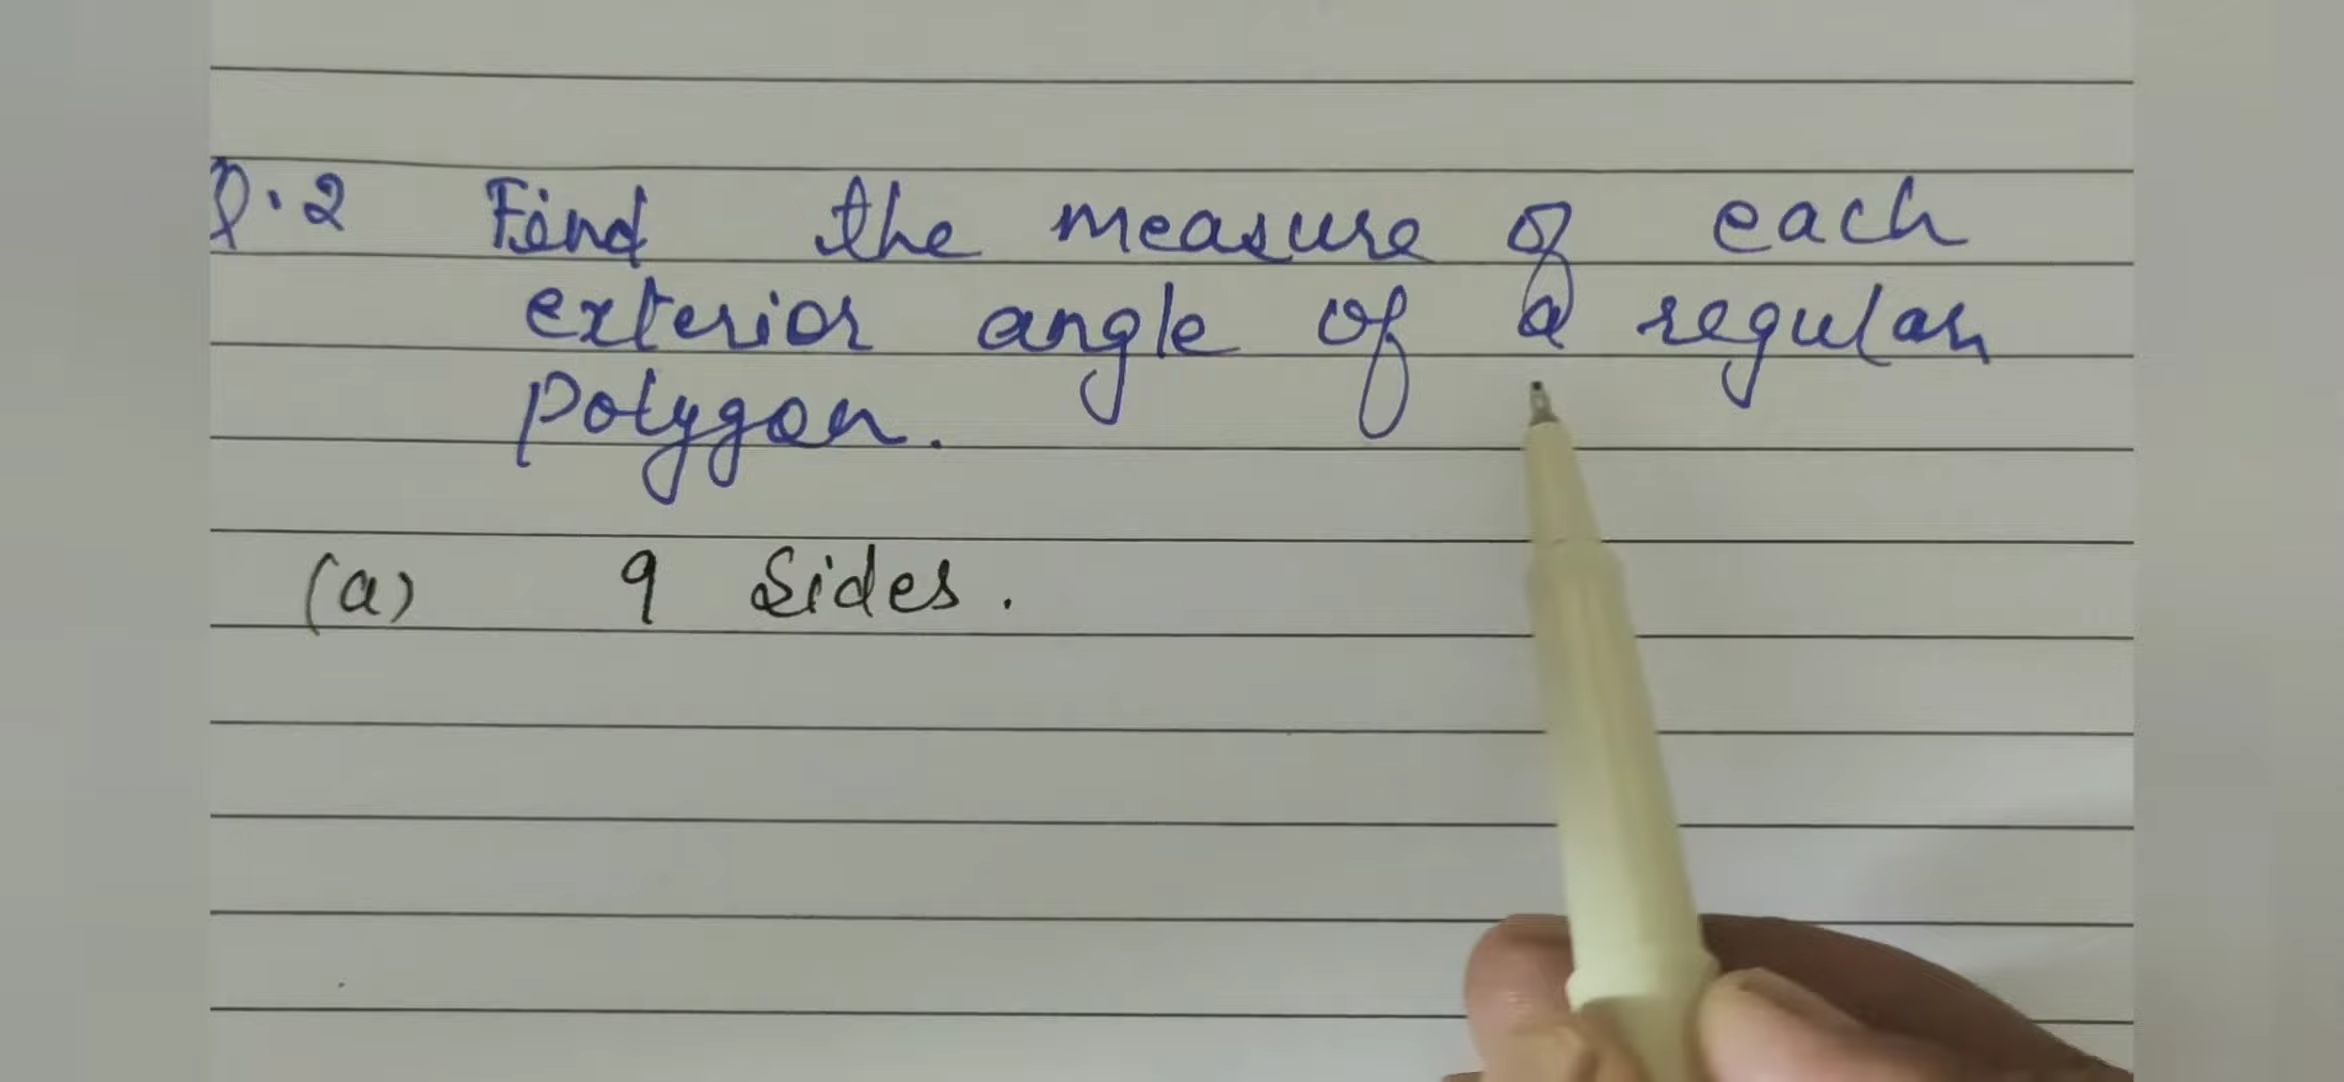 Q.2 Find the measure of each
exterior angle of a regular
polygon.
(a) 9 Sides.